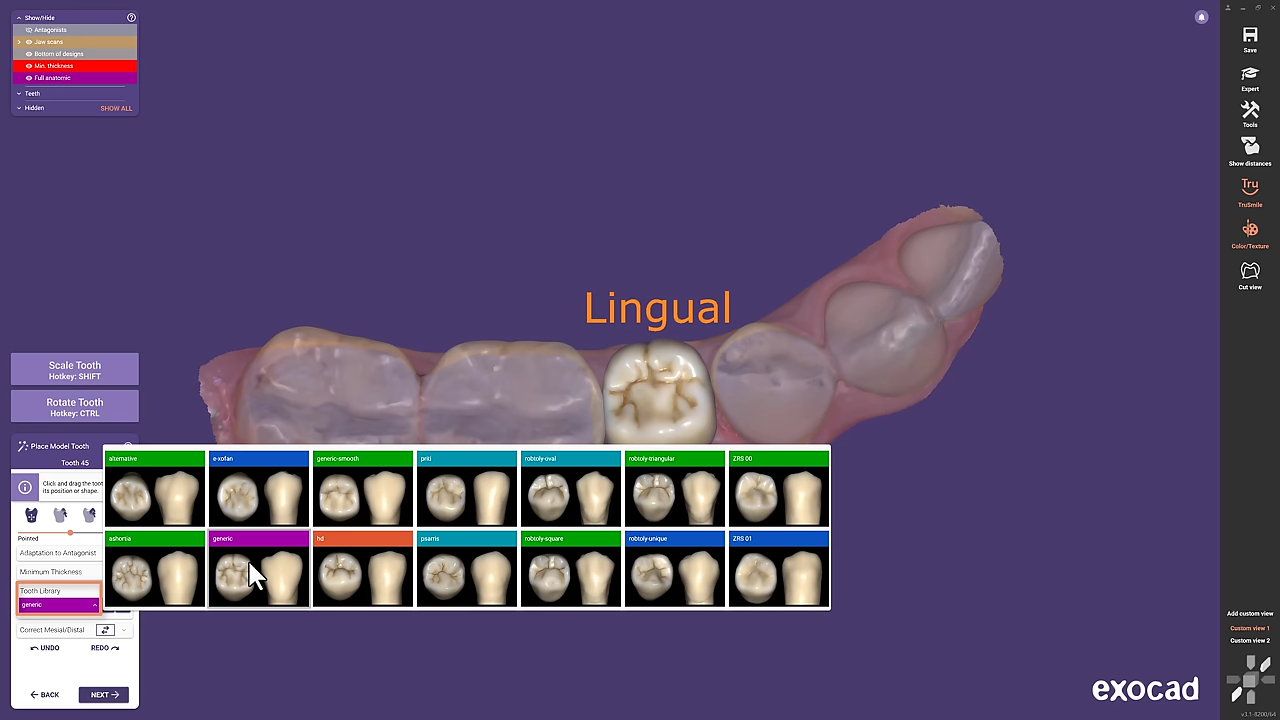 Show/Hide
Antagonists
Jaw scans
Bottom of designs
Min. thickness
Full anatomic
Teeth
Hidden SHOW ALL
Save
Expert
Tools
Show distances
Tru
TruSmile
Color/Texture
Cut view
Lingual
Scale Tooth
Hotkey: SHIFT
Rotate Tooth
Hotkey: CTRL
Place Model Tooth
Tooth 45
Click and drag the toot
its position or shape.
Pointed
Adaptation to Antagonist
Minimum Thickness
Tooth Library
generic
Correct Mesial/Distal
UNDO REDO
BACK NEXT
alternative e-xofan generic-smooth priti robtoly-oval robtoly-triangular ZRS 00
ashortia generic hd psarris robtoly-square robtoly-unique ZRS 01
Add custom view
Custom view 1
Custom view 2
exocad
v3.1-8200/64